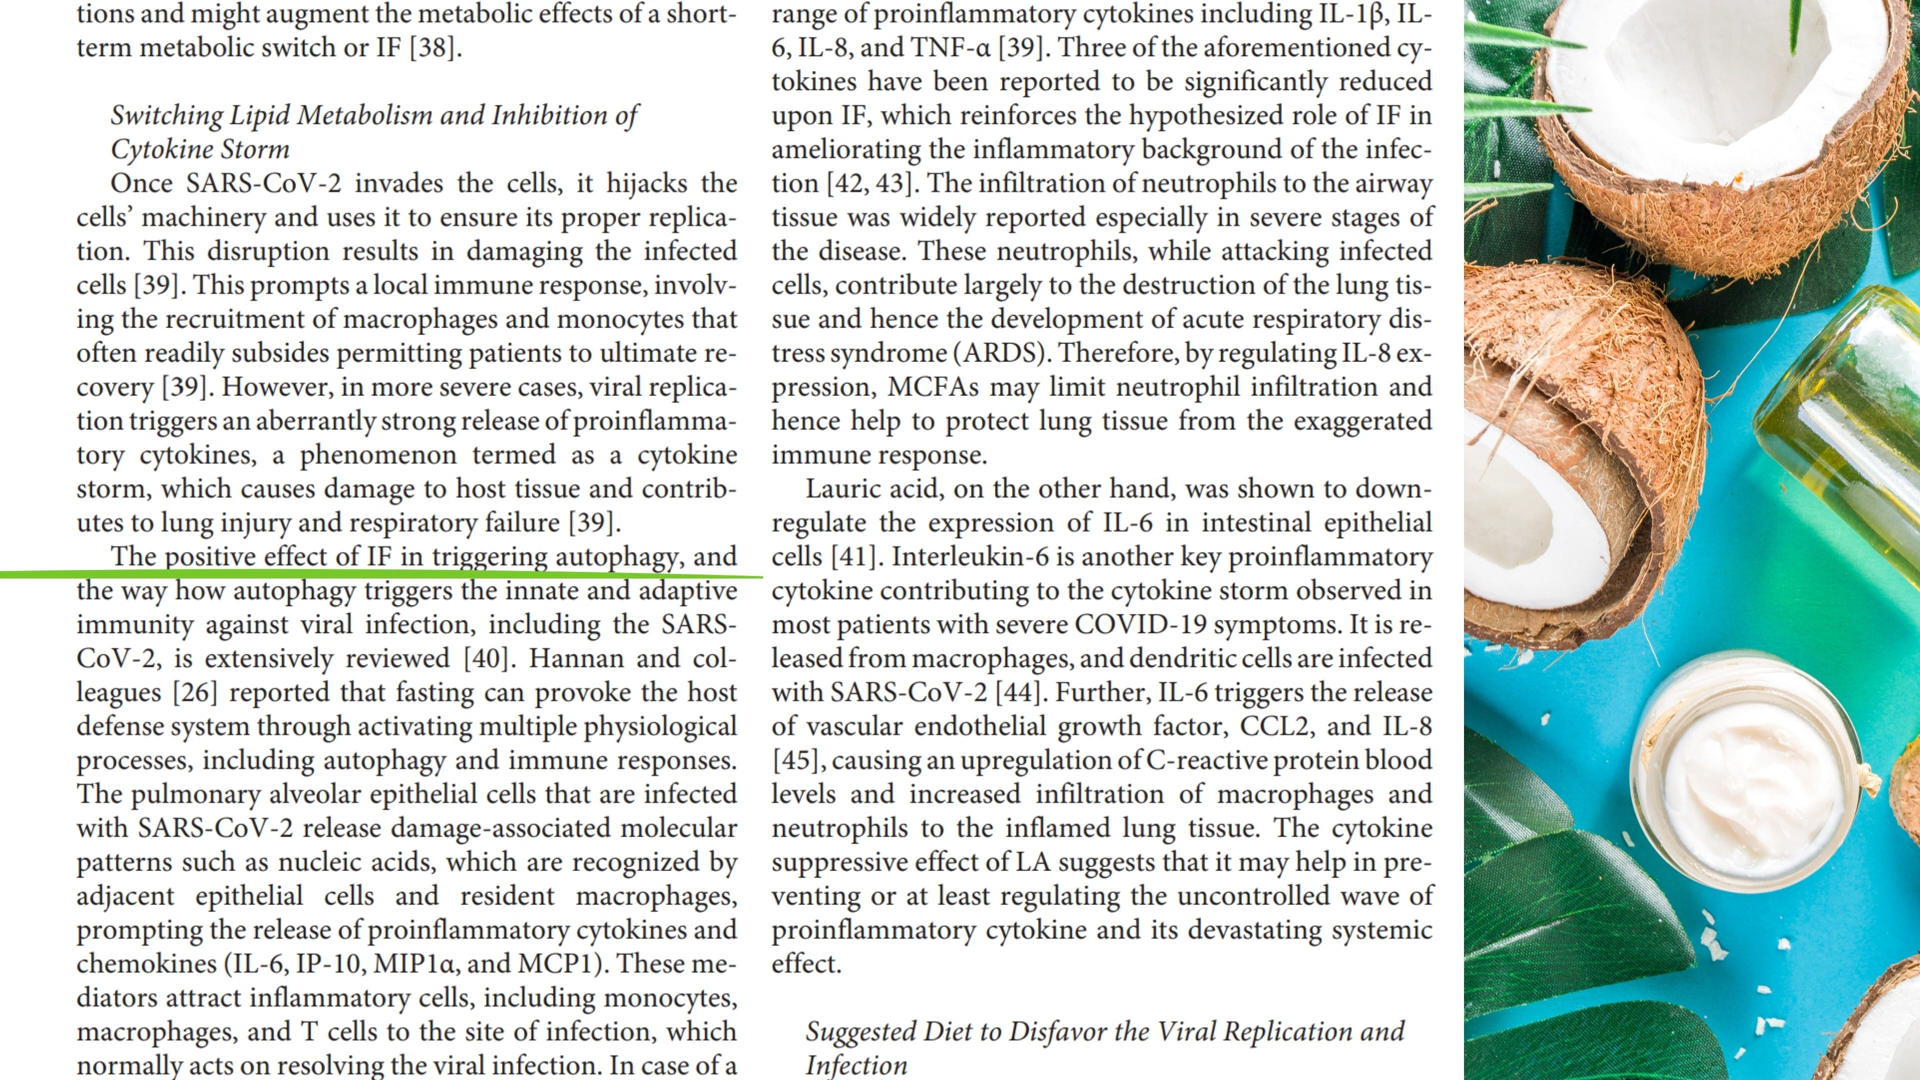 tions and might augment the metabolic effects of a short-
term metabolic switch or IF [38].
Switching Lipid Metabolism and Inhibition of
Cytokine Storm
Once SARS-CoV-2 invades the cells, it hijacks the
cells’ machinery and uses it to ensure its proper replica-
tion. This disruption results in damaging the infected
cells [39]. This prompts a local immune response, involv-
ing the recruitment of macrophages and monocytes that
often readily subsides permitting patients to ultimate re-
covery [39]. However, in more severe cases, viral replica-
tion triggers an aberrantly strong release of proinflamma-
tory cytokines, a phenomenon termed as a cytokine
storm, which causes damage to host tissue and contrib-
utes to lung injury and respiratory failure [39].
The positive effect of IF in triggering autophagy, and
the way how autophagy triggers the innate and adaptive
immunity against viral infection, including the SARS-
CoV-2, is extensively reviewed [40]. Hannan and col-
leagues [26] reported that fasting can provoke the host
defense system through activating multiple physiological
processes, including autophagy and immune responses.
The pulmonary alveolar epithelial cells that are infected
with SARS-CoV-2 release damage-associated molecular
patterns such as nucleic acids, which are recognized by
adjacent epithelial cells and resident macrophages,
prompting the release of proinflammatory cytokines and
chemokines (IL-6, IP-10, MIP1α, and MCP1). These me-
diators attract inflammatory cells, including monocytes,
macrophages, and T cells to the site of infection, which
normally acts on resolving the viral infection. In case of a
range of proinflammatory cytokines including IL-1β, IL-
6, IL-8, and TNF-α [39]. Three of the aforementioned cy-
tokines have been reported to be significantly reduced
upon IF, which reinforces the hypothesized role of IF in
ameliorating the inflammatory background of the infec-
tion [42, 43]. The infiltration of neutrophils to the airway
tissue was widely reported especially in severe stages of
the disease. These neutrophils, while attacking infected
cells, contribute largely to the destruction of the lung tis-
sue and hence the development of acute respiratory dis-
tress syndrome (ARDS). Therefore, by regulating IL-8 ex-
pression, MCFAs may limit neutrophil infiltration and
hence help to protect lung tissue from the exaggerated
immune response.
Lauric acid, on the other hand, was shown to down-
regulate the expression of IL-6 in intestinal epithelial
cells [41]. Interleukin-6 is another key proinflammatory
cytokine contributing to the cytokine storm observed in
most patients with severe COVID-19 symptoms. It is re-
leased from macrophages, and dendritic cells are infected
with SARS-CoV-2 [44]. Further, IL-6 triggers the release
of vascular endothelial growth factor, CCL2, and IL-8
[45], causing an upregulation of C-reactive protein blood
levels and increased infiltration of macrophages and
neutrophils to the inflamed lung tissue. The cytokine
suppressive effect of LA suggests that it may help in pre-
venting or at least regulating the uncontrolled wave of
proinflammatory cytokine and its devastating systemic
effect.
Suggested Diet to Disfavor the Viral Replication and
Infection